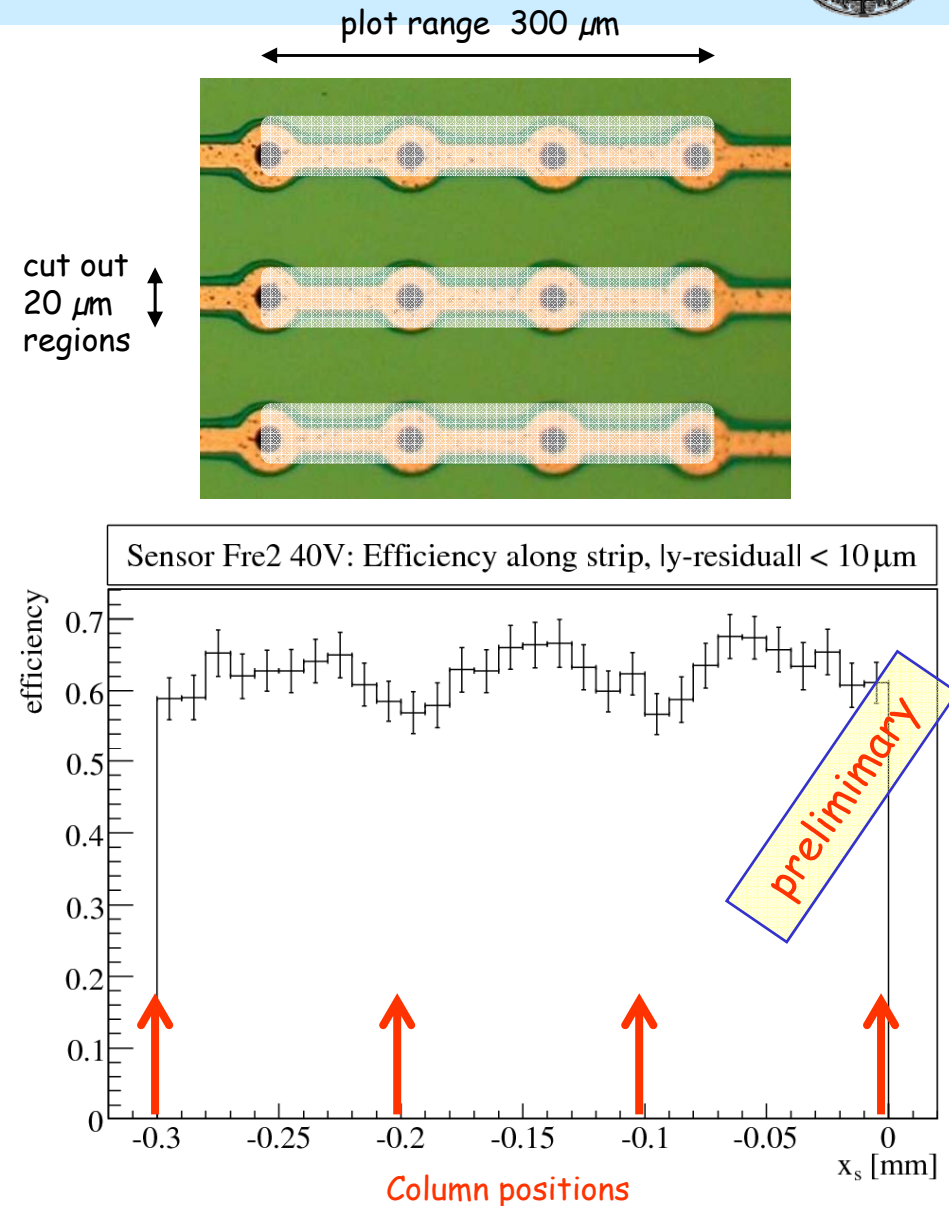 plot range 300 μm
cut out
20 μm
regions
Sensor Fre2 40V: Efficiency along strip, |y-residual| < 10 μm
efficiency
0.7
0.6
0.5
0.4
0.3
0.2
0.1
0
prelimimary
-0.3 -0.25 -0.2 -0.15 -0.1 -0.05 0
xs [mm]
Column positions